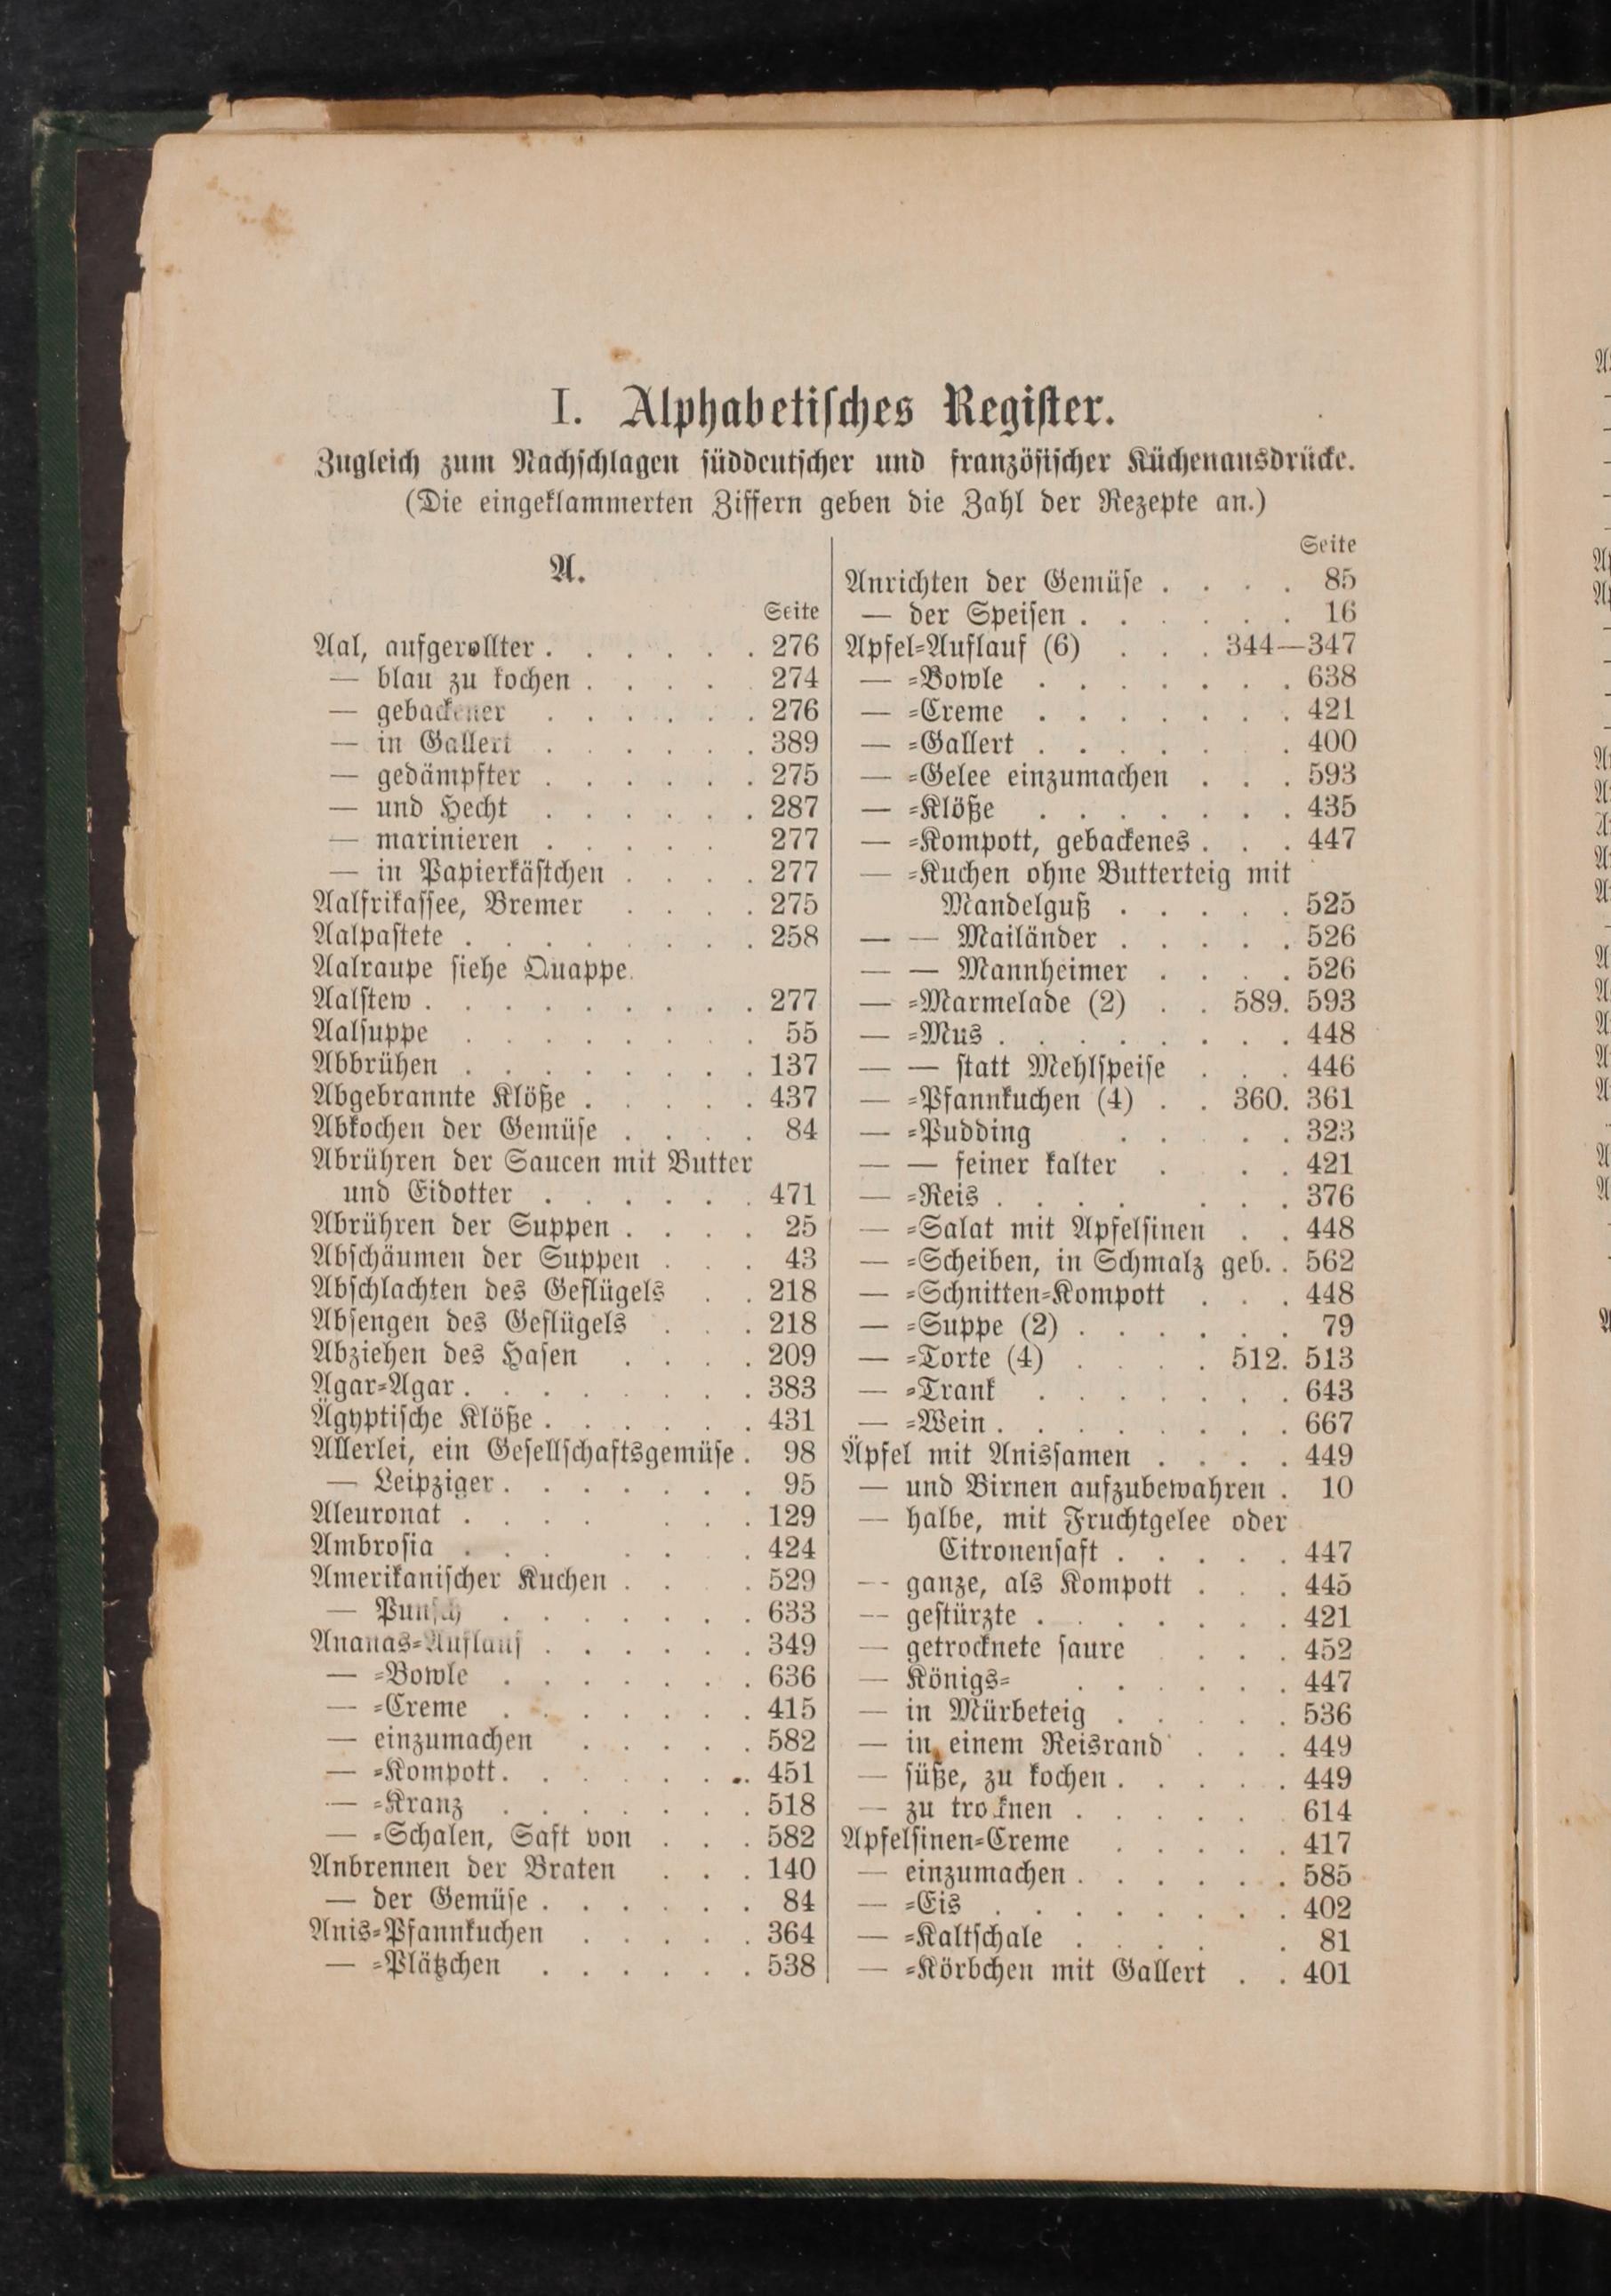 I. Alphabetisches Register.
Zugleich zum Nachschlagen süddeutscher und französischer Küchenausdrücke.
(Die eingeklammerten Ziffern geben die Zahl der Rezepte an.)
A.
Seite
Aal, aufgerollter . . . . . . 276
— blau zu kochen . . . . . 274
— gebackener . . . . . . 276
— in Gallert . . . . . . 389
— gedämpfter . . . . . . 275
— und Hecht . . . . . . 287
— marinieren . . . . . 277
— in Papierkästchen . . . . 277
Aalfrikassee, Bremer . . . . 275
Aalpastete . . . . . . . . 258
Aalraupe siehe Quappe.
Aalstew . . . . . . . . . 277
Aalsuppe . . . . . . . . 55
Abbrühen . . . . . . . . 137
Abgebrannte Klöße . . . . . 437
Abkochen der Gemüse . . . . 84
Abrühren der Saucen mit Butter
und Eidotter . . . . . . 471
Abrühren der Suppen . . . . 25
Abschäumen der Suppen . . . 43
Abschlachten des Geflügels . . 218
Absengen des Geflügels . . . 218
Abziehen des Hasen . . . . 209
Agar-Agar . . . . . . . . 383
Ägyptische Klöße . . . . . . 431
Allerlei, ein Gesellschaftsgemüse . 98
— Leipziger . . . . . . . 95
Aleuronat . . . . . . . 129
Ambrosia . . . . . . . 424
Amerikanischer Kuchen . . . . 529
— Punsch . . . . . . . 633
Ananas-Auflauf . . . . . . 349
— -Bowle . . . . . . . 636
— -Creme . . . . . . . 415
— einzumachen . . . . . 582
— -Kompott . . . . . . . 451
— -Kranz . . . . . . . 518
— -Schalen, Saft von . . . 582
Anbrennen der Braten . . . 140
— der Gemüse . . . . . . 84
Anis-Pfannkuchen . . . . . 364
— -Plätzchen . . . . . . 538
Seite
Anrichten der Gemüse . . . . 85
— der Speisen . . . . . . 16
Apfel-Auflauf (6) . . . 344—347
— -Bowle . . . . . . . 638
— -Creme . . . . . . . 421
— -Gallert . . . . . . 400
— -Gelee einzumachen . . . 593
— -Klöße . . . . . . . 435
— -Kompott, gebackenes . . . 447
— -Kuchen ohne Butterteig mit
Mandelguß . . . . . 525
— — Mailänder . . . . . 526
— — Mannheimer . . . . 526
— -Marmelade (2) . . 589. 593
— -Mus . . . . . . . . 448
— — statt Mehlspeise . . . 446
— -Pfannkuchen (4) . . 360. 361
— -Pudding . . . . . 323
— — feiner kalter . . . 421
— -Reis . . . . . . . 376
— -Salat mit Apfelsinen . . 448
— -Scheiben, in Schmalz geb. . 562
— -Schnitten-Kompott . . . 448
— -Suppe (2) . . . . . . 79
— -Torte (4) . . . . 512. 513
— -Trank . . . . . . . 643
— -Wein . . . . . . . . 667
Äpfel mit Anissamen . . . . 449
— und Birnen aufzubewahren . 10
— halbe, mit Fruchtgelee oder
Citronensaft . . . . . 447
— ganze, als Kompott . . . 445
— gestürzte . . . . . . . 421
— getrocknete saure . . . 452
— Königs- . . . . . . 447
— in Mürbeteig . . . . . 536
— in einem Reisrand . . . 449
— süße, zu kochen . . . . . 449
— zu trocknen . . . . . 614
Apfelsinen-Creme . . . . . 417
— einzumachen . . . . . . 585
— -Eis . . . . . . . . 402
— -Kaltschale . . . . . 81
— -Körbchen mit Gallert . . 401